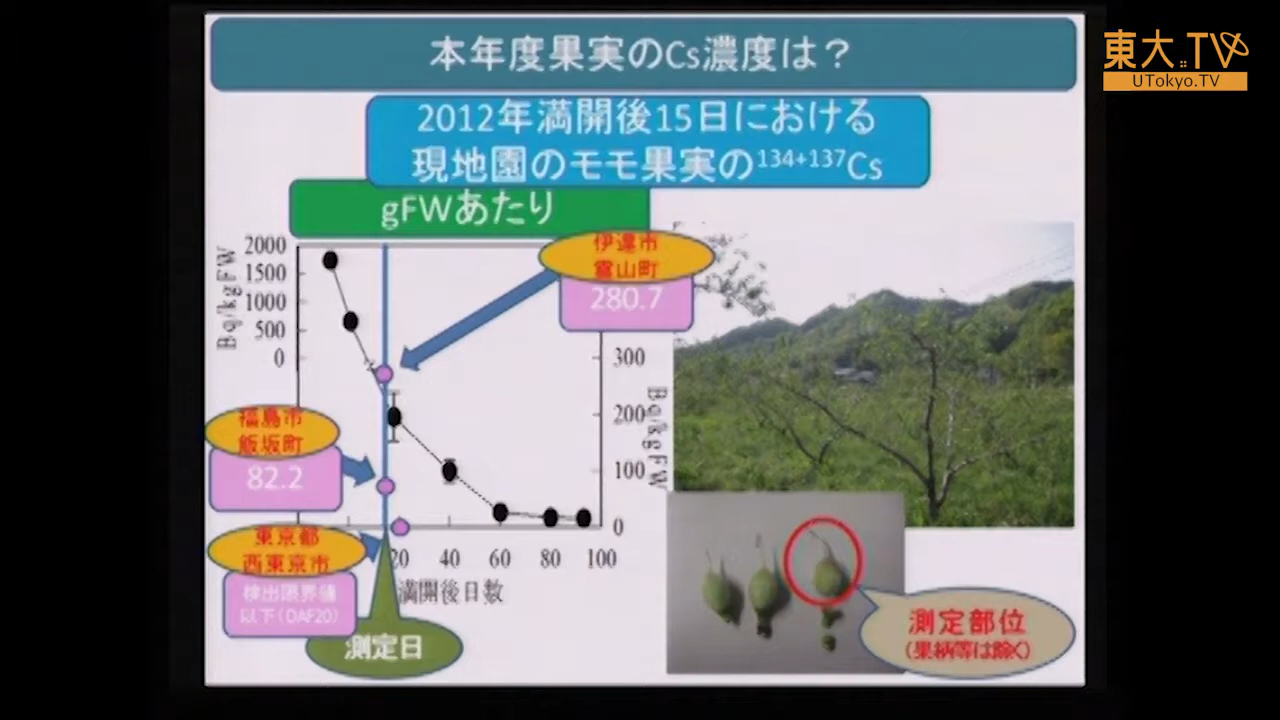 東大.TV
UTokyo.TV
本年度果実のCs濃度は？
2012年満開後15日における
現地園のモモ果実の134+137Cs
gFWあたり
伊達市
霊山町
280.7
Bq/kgFW
2000
1500
1000
500
0
300
200
100
0
Bq/kgFW
福島市
飯坂町
82.2
東京都
西東京市
検出限界値
以下(DAF20)
20 40 60 80 100
満開後日数
測定日
測定部位
(果柄等は除く)